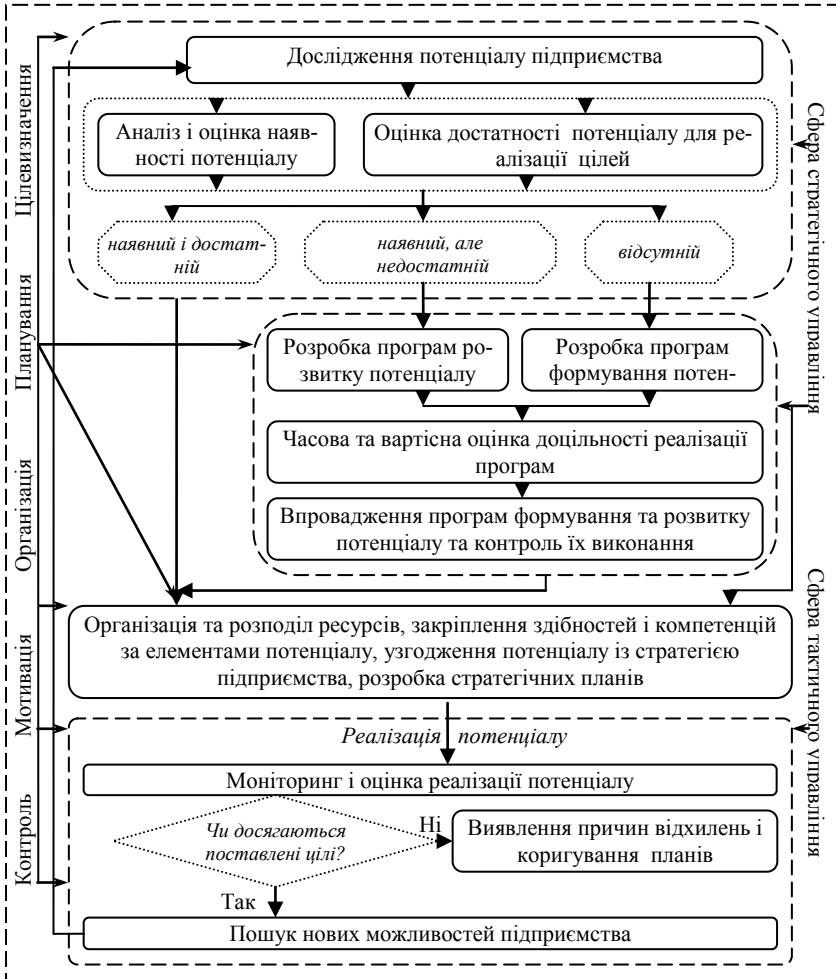 Дослідження потенціалу підприємства
Аналіз і оцінка наяв-
ності потенціалу
Оцінка достатності потенціалу для ре-
алізації цілей
наявний і достат-
ній
наявний, але
недостатній
відсутній
Розробка програм ро-
звитку потенціалу
Розробка програм
формування потен-
Часова та вартісна оцінка доцільності реалізації
програм
Впровадження програм формування та розвитку
потенціалу та контроль їх виконання
Організація та розподіл ресурсів, закріплення здібностей і компетенцій
за елементами потенціалу, узгодження потенціалу із стратегією
підприємства, розробка стратегічних планів
Реалізація потенціалу
Моніторинг і оцінка реалізації потенціалу
Чи досягаються
поставлені цілі?
Ні
Виявлення причин відхилень і
коригування планів
Так
Пошук нових можливостей підприємства
Цілевизначення
Планування
Організація
Мотивація
Контроль
Сфера стратегічного управління
Сфера тактичного управління